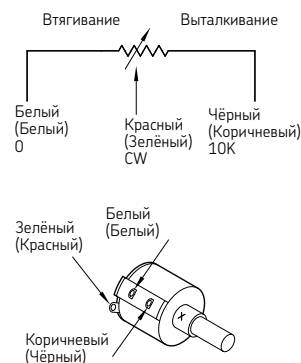 Втягивание
Выталкивание
Белый
(Белый)
0
Красный
(Зелёный)
CW
Чёрный
(Коричневый)
10K
Белый
(Белый)
Зелёный
(Красный)
X
Коричневый
(Чёрный)